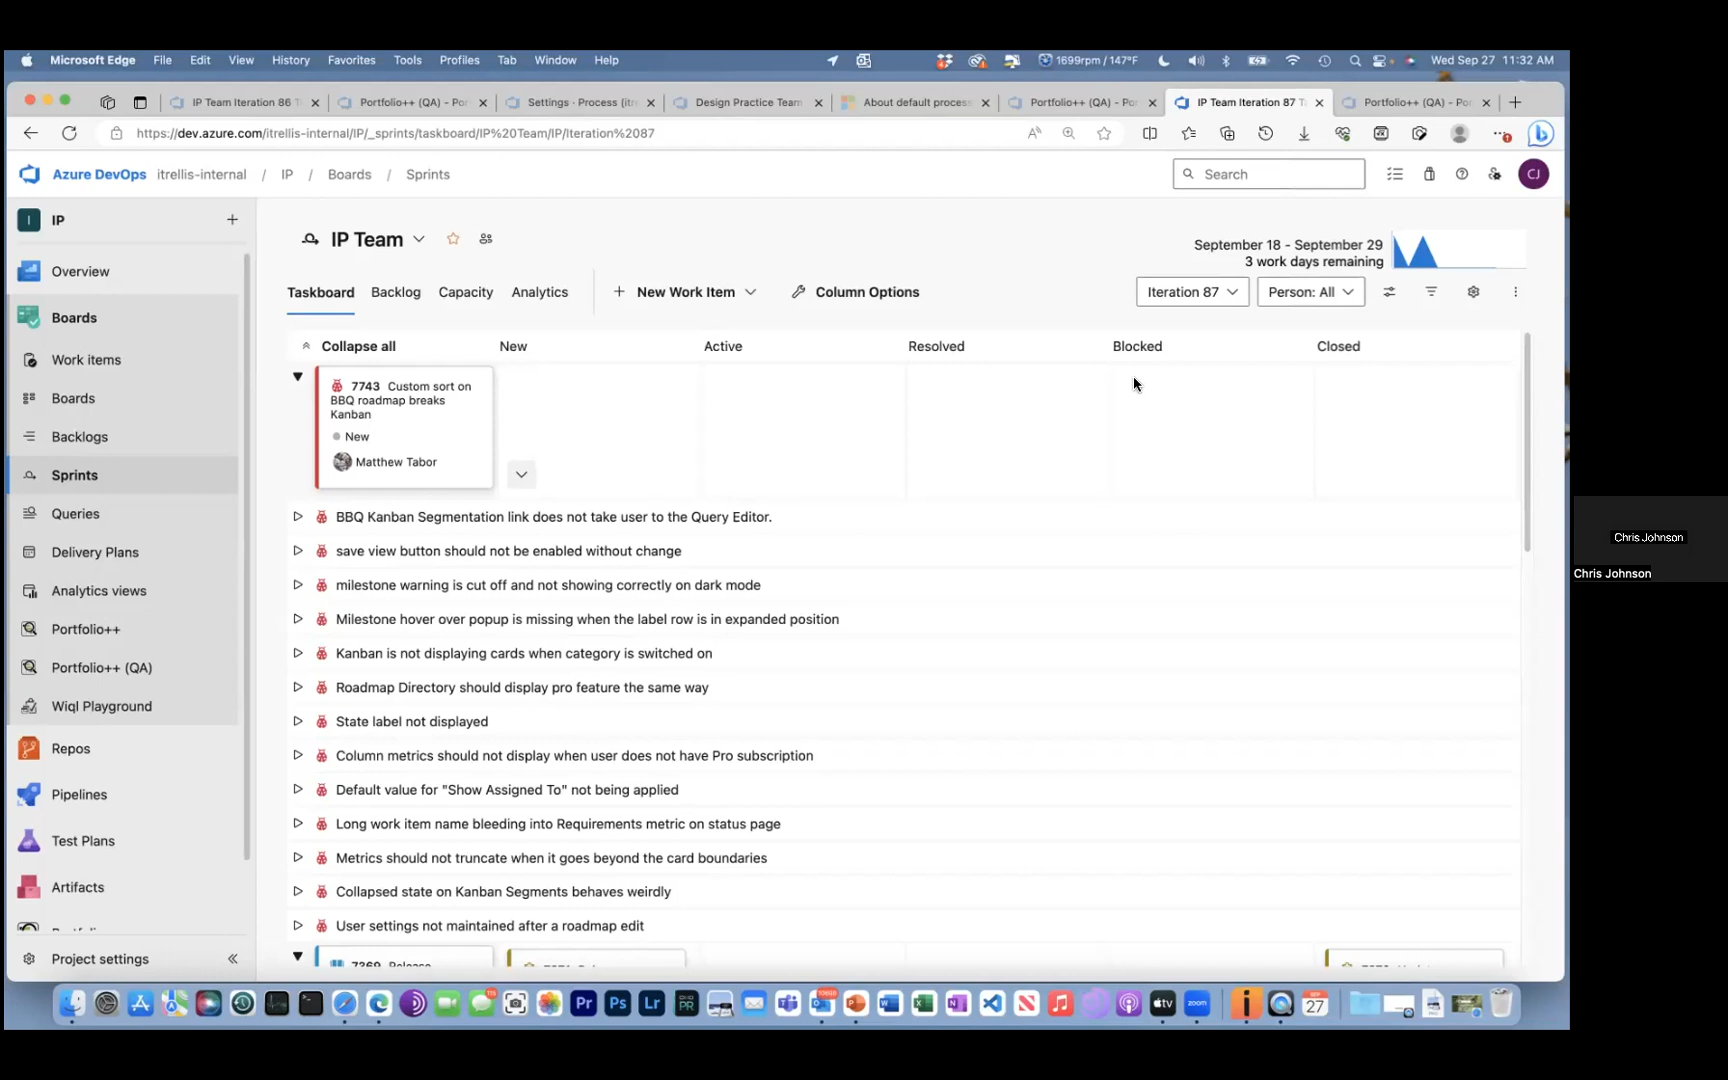 Microsoft Edge File Edit View History Favorites Tools Profiles Tab Window Help 1699rpm / 147°F Wed Sep 27 11:32 AM
IP Team Iteration 86 T Portfolio++ (QA) - Por Settings · Process (itr Design Practice Team About default proces Portfolio++ (QA) - Po IP Team Iteration 87 T Portfolio++ (QA) - Por
https://dev.azure.com/itrellis-internal/IP/_sprints/taskboard/IP%20Team/IP/Iteration%2087
Azure DevOps itrellis-internal / IP / Boards / Sprints Search CJ
I IP
Overview
Boards
Work items
Boards
Backlogs
Sprints
Queries
Delivery Plans
Analytics views
Portfolio++
Portfolio++ (QA)
Wiql Playground
Repos
Pipelines
Test Plans
Artifacts
Project settings
IP Team
September 18 - September 29
3 work days remaining
Taskboard Backlog Capacity Analytics New Work Item Column Options Iteration 87 Person: All
Collapse all New Active Resolved Blocked Closed
7743 Custom sort on
BBQ roadmap breaks
Kanban
New
Matthew Tabor
BBQ Kanban Segmentation link does not take user to the Query Editor.
save view button should not be enabled without change
milestone warning is cut off and not showing correctly on dark mode
Milestone hover over popup is missing when the label row is in expanded position
Kanban is not displaying cards when category is switched on
Roadmap Directory should display pro feature the same way
State label not displayed
Column metrics should not display when user does not have Pro subscription
Default value for "Show Assigned To" not being applied
Long work item name bleeding into Requirements metric on status page
Metrics should not truncate when it goes beyond the card boundaries
Collapsed state on Kanban Segments behaves weirdly
User settings not maintained after a roadmap edit
7369 Release
Pr Ps Lr PR zoom tv 27
Chris Johnson
Chris Johnson